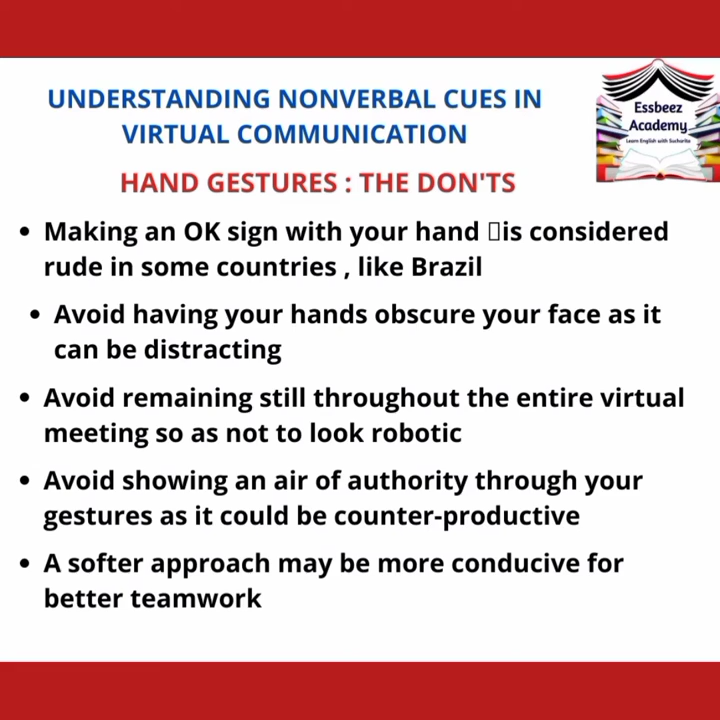 UNDERSTANDING NONVERBAL CUES IN
VIRTUAL COMMUNICATION
HAND GESTURES : THE DON'TS
Essbeez
Academy
Learn English with Sucharita
• Making an OK sign with your hand ▯is considered
rude in some countries , like Brazil
• Avoid having your hands obscure your face as it
can be distracting
• Avoid remaining still throughout the entire virtual
meeting so as not to look robotic
• Avoid showing an air of authority through your
gestures as it could be counter-productive
• A softer approach may be more conducive for
better teamwork